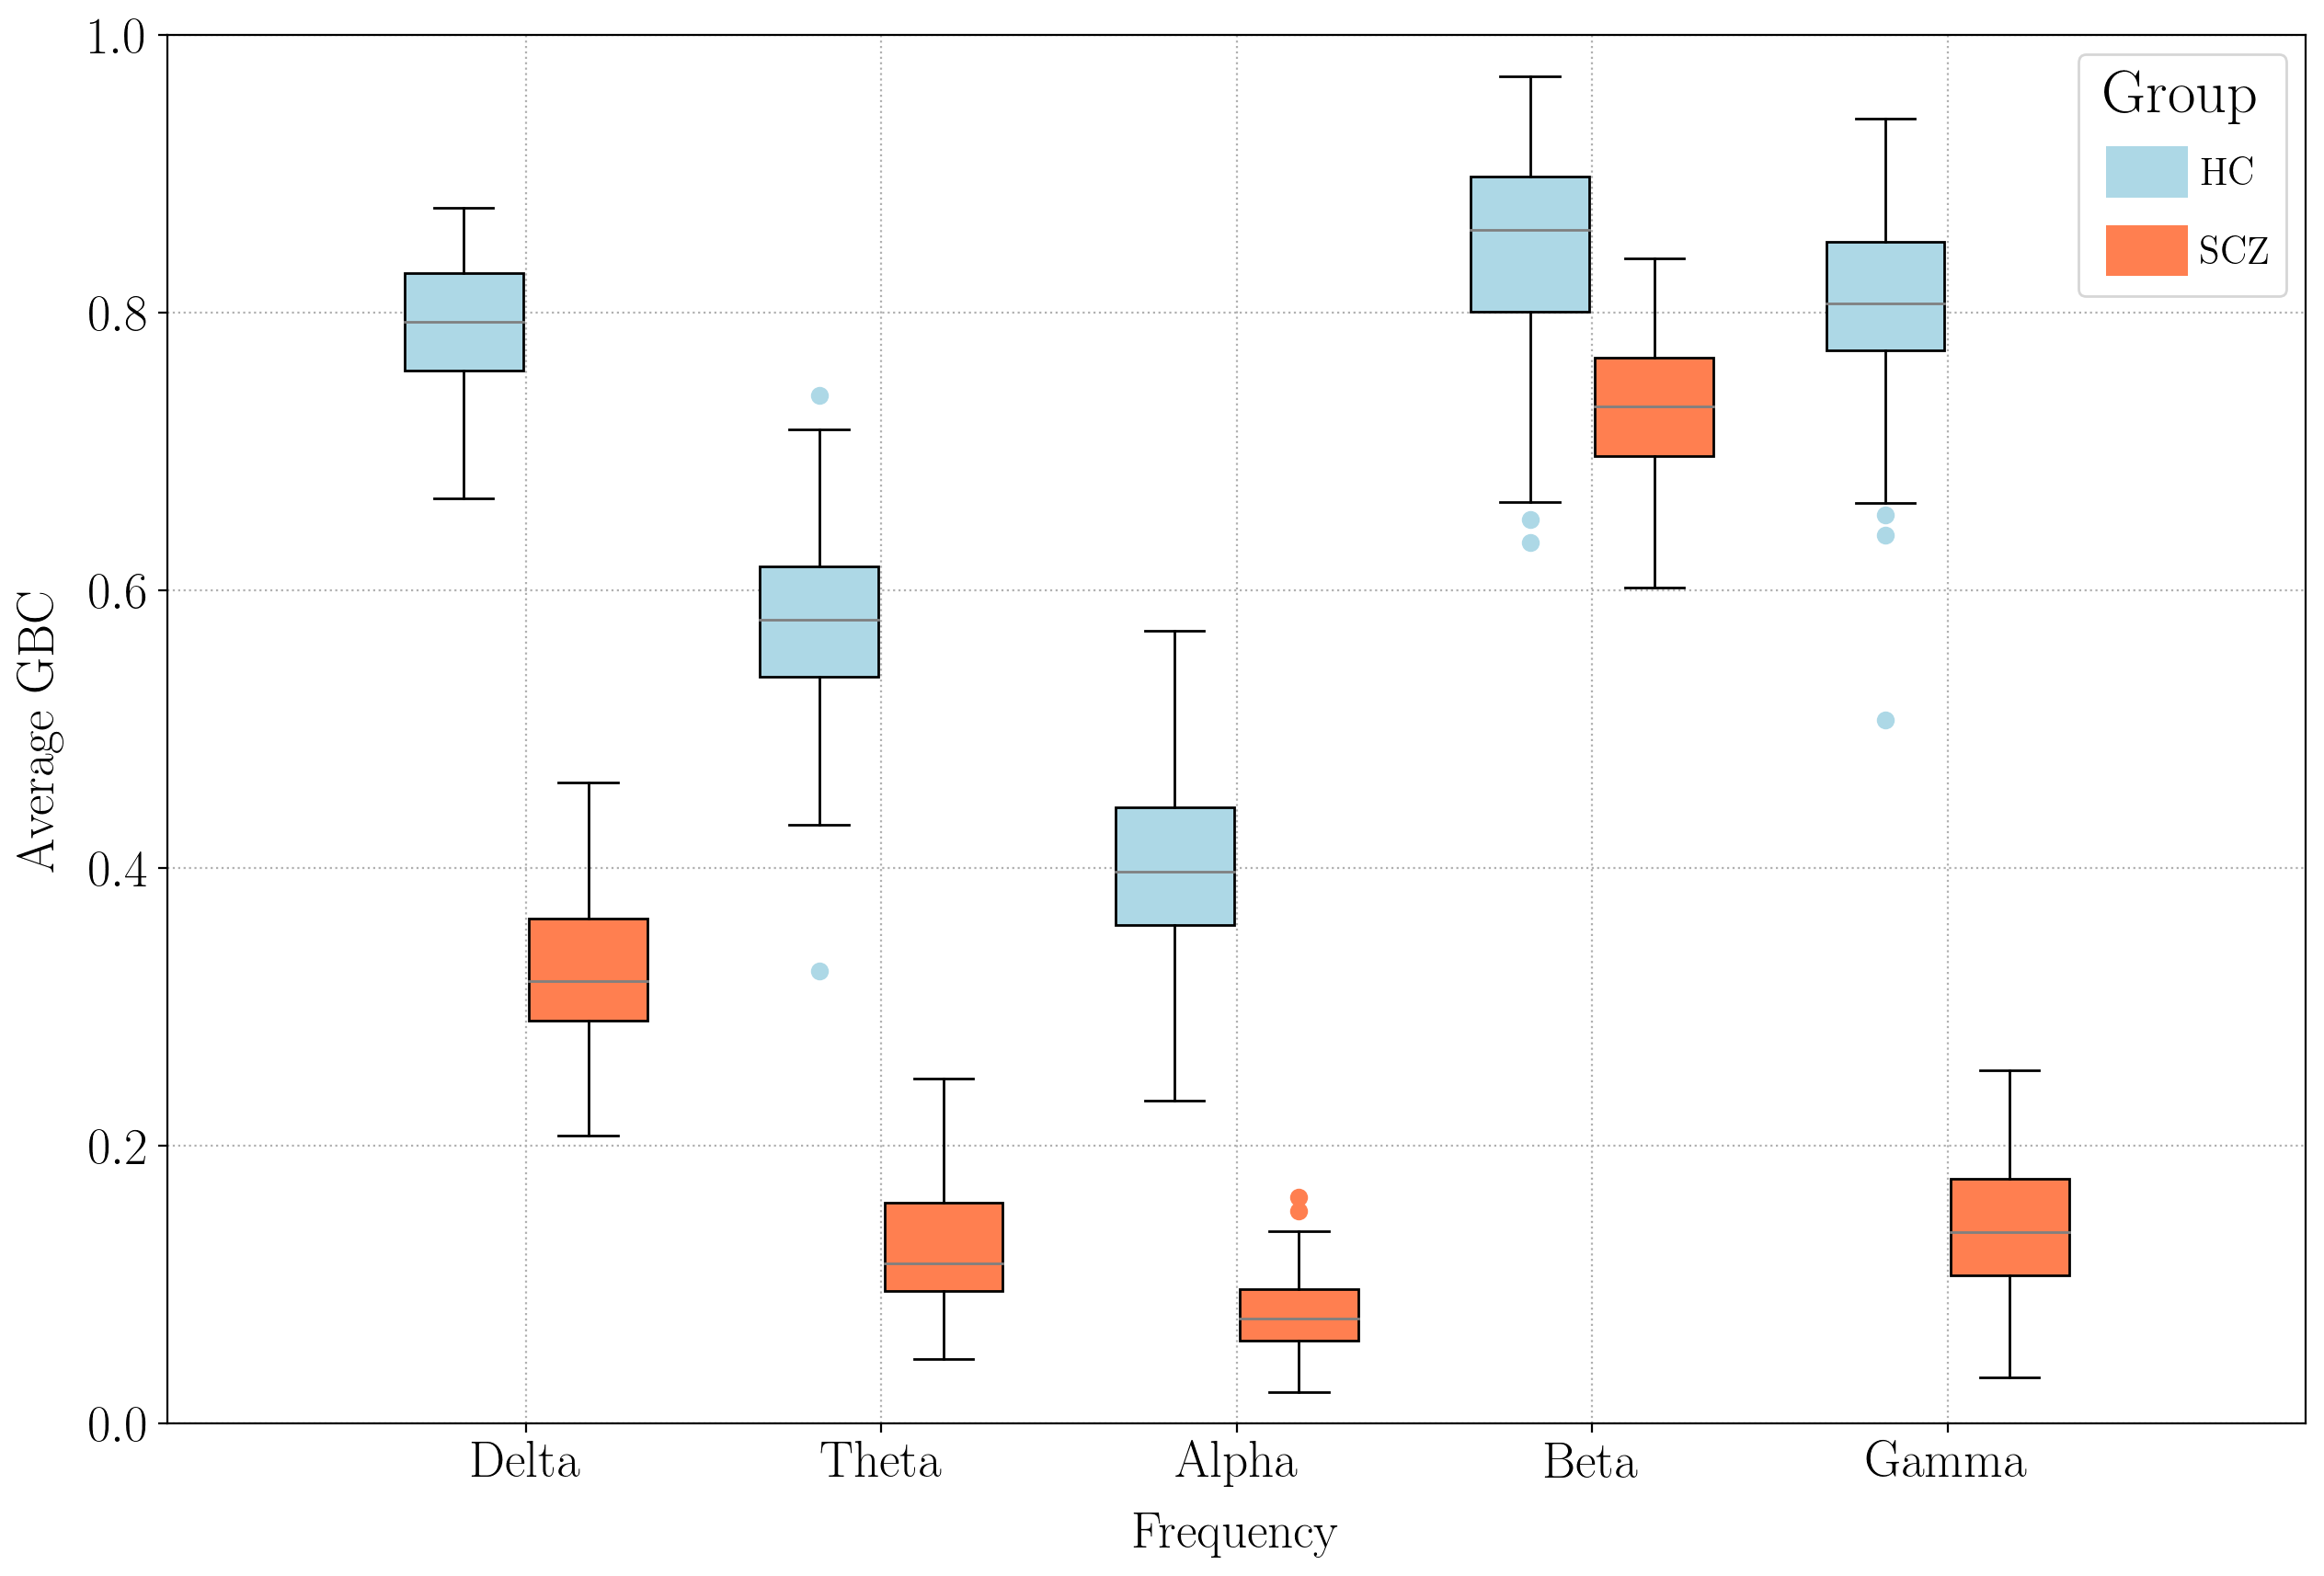 1.0
0.8
0.6
0.4
0.2
0.0
Average GBC
Delta
Theta
Alpha
Beta
Gamma
Frequency
Group
HC
SCZ